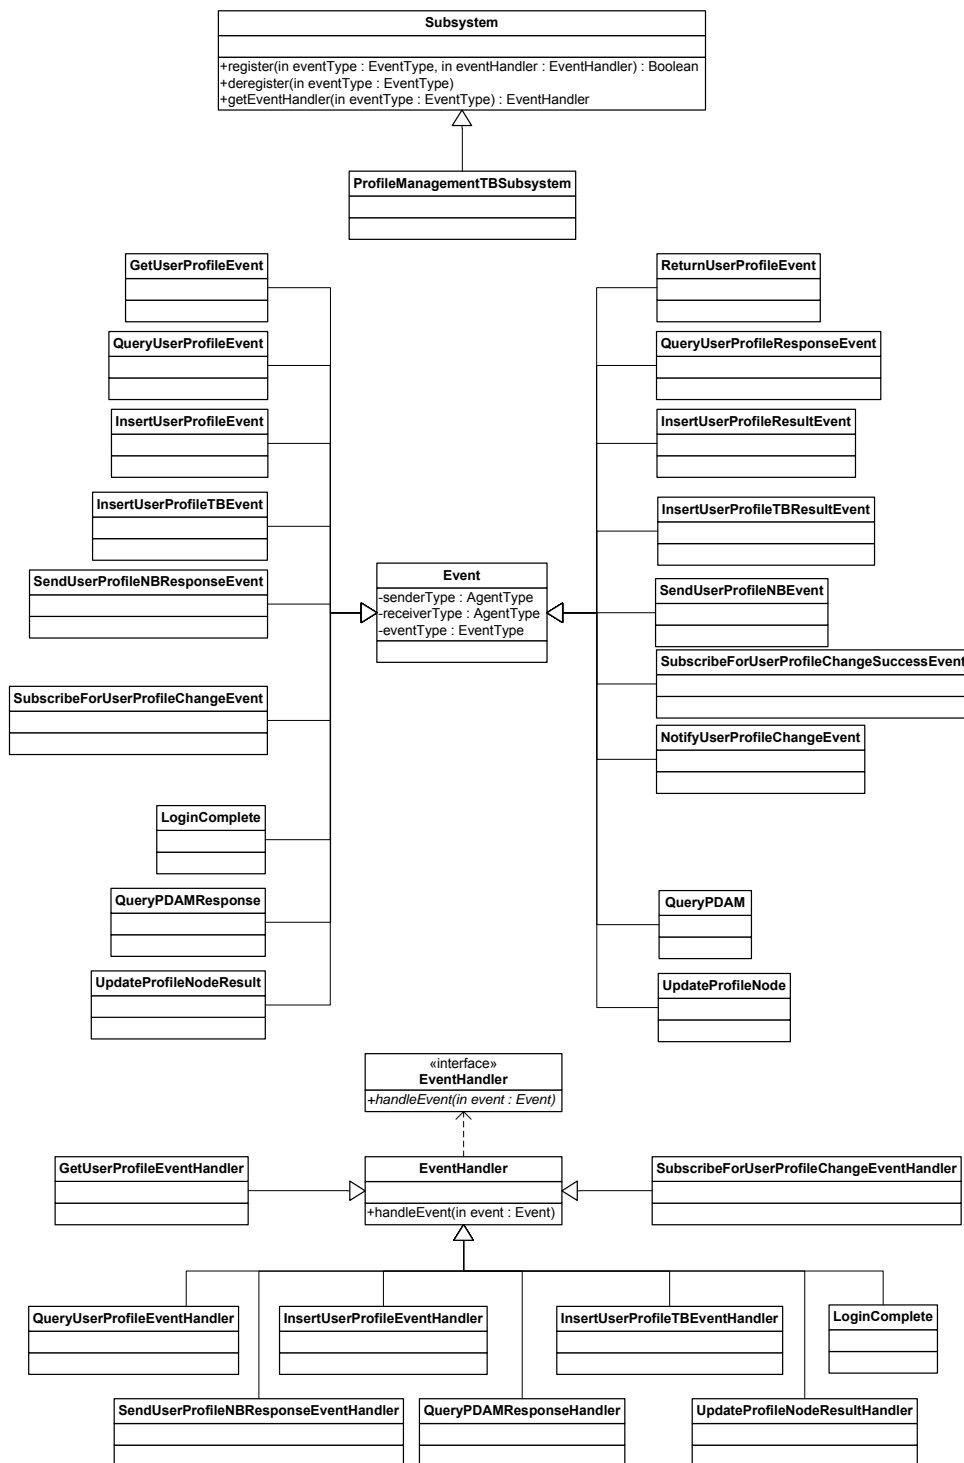 Subsystem
+register(in eventType : EventType, in eventHandler : EventHandler) : Boolean
+deregister(in eventType : EventType)
+getEventHandler(in eventType : EventType) : EventHandler
ProfileManagementTBSubsystem
GetUserProfileEvent
ReturnUserProfileEvent
QueryUserProfileEvent
QueryUserProfileResponseEvent
InsertUserProfileEvent
InsertUserProfileResultEvent
InsertUserProfileTBEvent
InsertUserProfileTBResultEvent
SendUserProfileNBResponseEvent
Event
-senderType : AgentType
-receiverType : AgentType
-eventType : EventType
SendUserProfileNBEvent
SubscribeForUserProfileChangeSuccessEvent
SubscribeForUserProfileChangeEvent
NotifyUserProfileChangeEvent
LoginComplete
QueryPDAMResponse
QueryPDAM
UpdateProfileNodeResult
UpdateProfileNode
«interface»
EventHandler
+handleEvent(in event : Event)
GetUserProfileEventHandler
EventHandler
+handleEvent(in event : Event)
SubscribeForUserProfileChangeEventHandler
QueryUserProfileEventHandler
InsertUserProfileEventHandler
InsertUserProfileTBEventHandler
LoginComplete
SendUserProfileNBResponseEventHandler
QueryPDAMResponseHandler
UpdateProfileNodeResultHandler